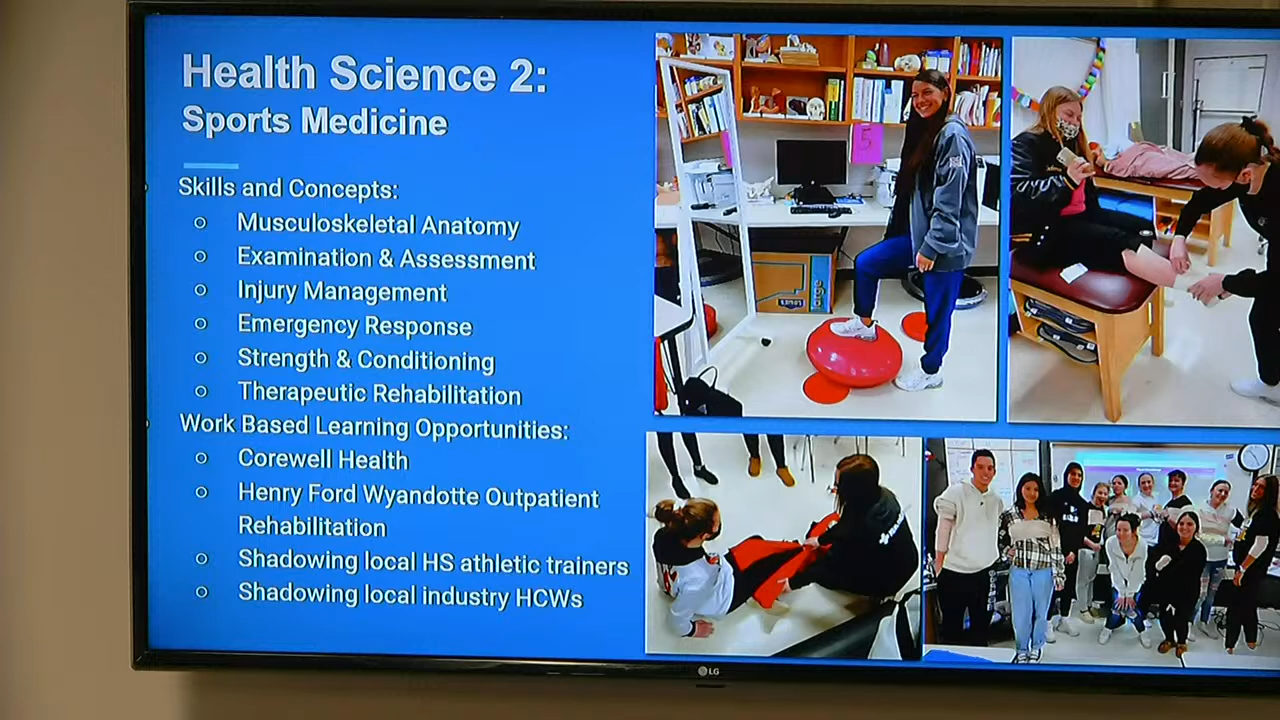 Health Science 2:
Sports Medicine
Skills and Concepts:
Musculoskeletal Anatomy
Examination & Assessment
Injury Management
Emergency Response
Strength & Conditioning
Therapeutic Rehabilitation
Work Based Learning Opportunities:
Corewell Health
Henry Ford Wyandotte Outpatient
Rehabilitation
Shadowing local HS athletic trainers
Shadowing local industry HCWs
5
large
LG